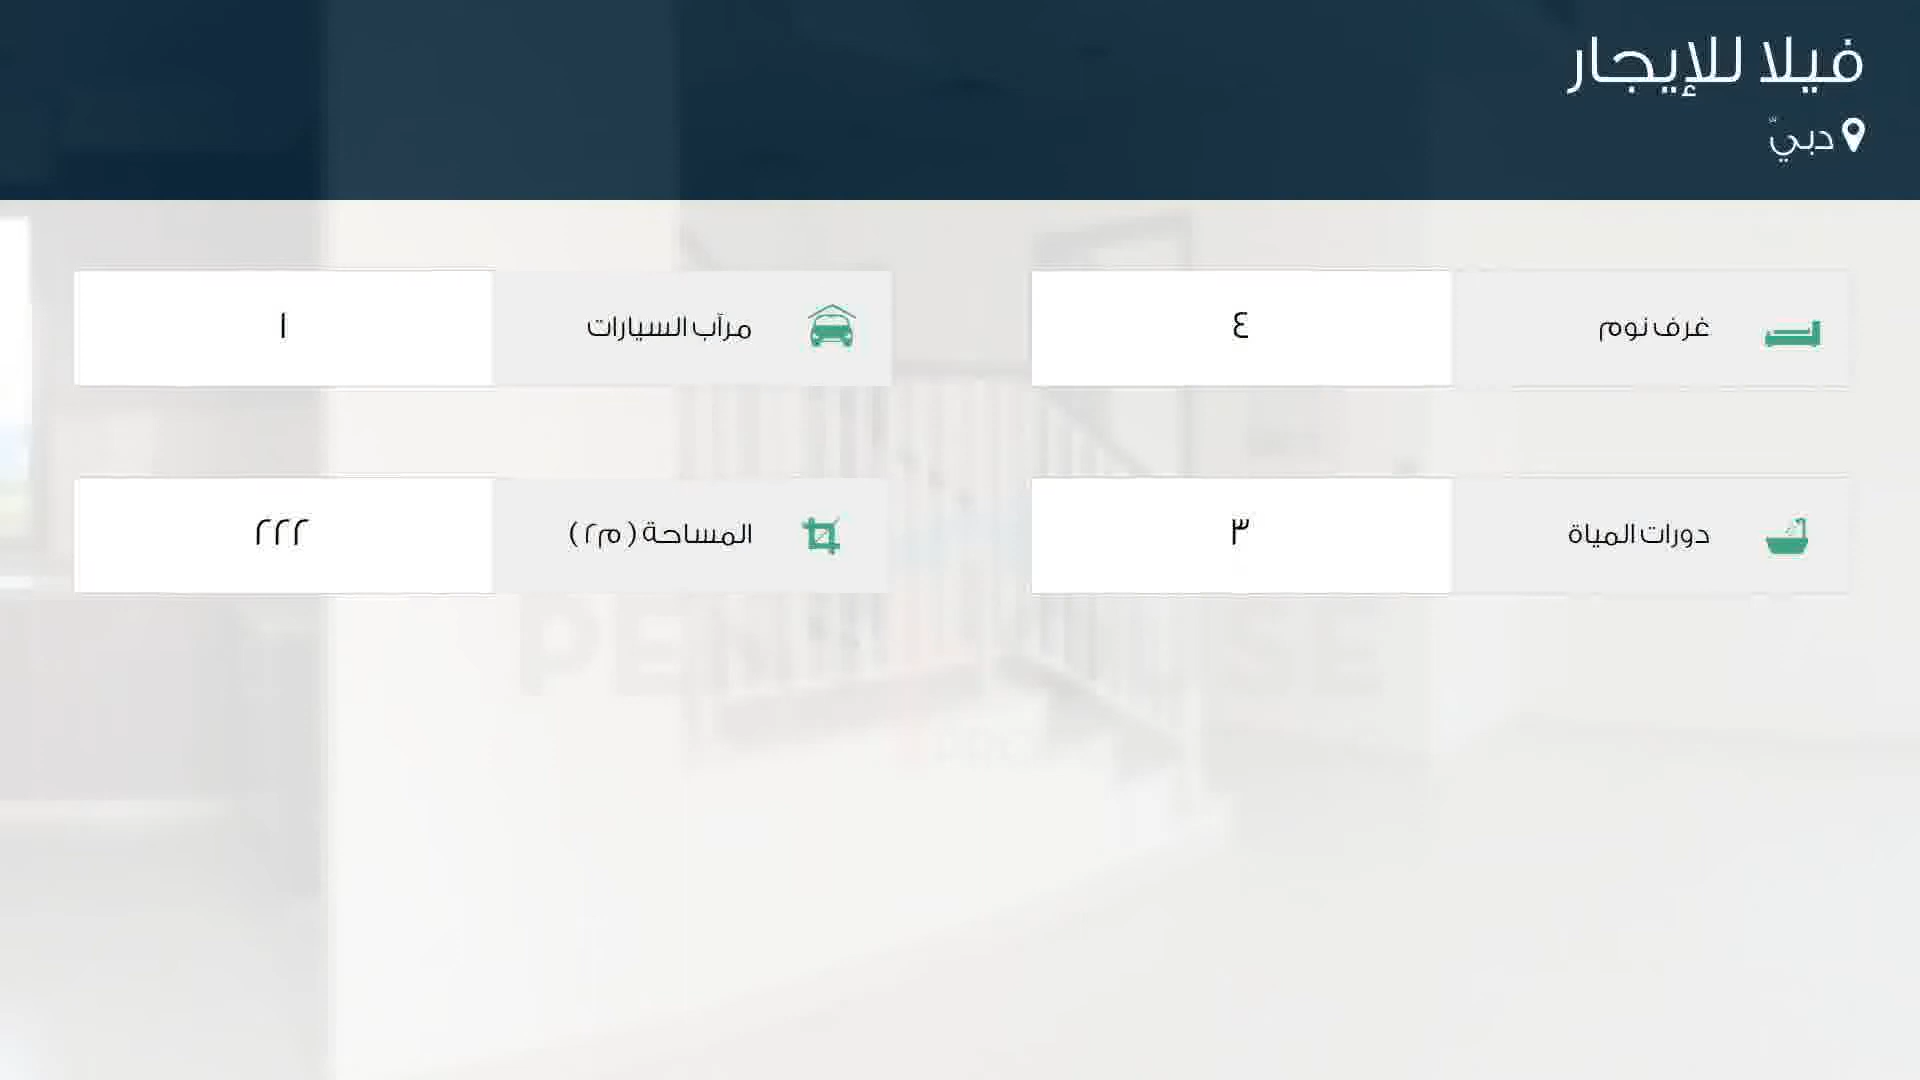 فيلا للإيجار
دبيّ
غرف نوم ٤
مرآب السيارات ١
دورات المياة ٣
المساحة ( م٢ ) ٢٢٢